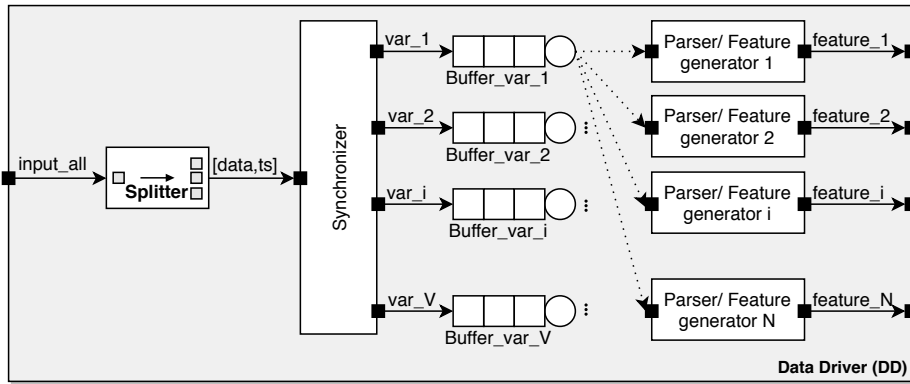 input_all
Splitter
[data,ts]
Synchronizer
var_1
Buffer_var_1
var_2
Buffer_var_2
var_i
Buffer_var_i
var_V
Buffer_var_V
Parser/ Feature
generator 1
feature_1
Parser/ Feature
generator 2
feature_2
Parser/ Feature
generator i
feature_i
Parser/ Feature
generator N
feature_N
Data Driver (DD)